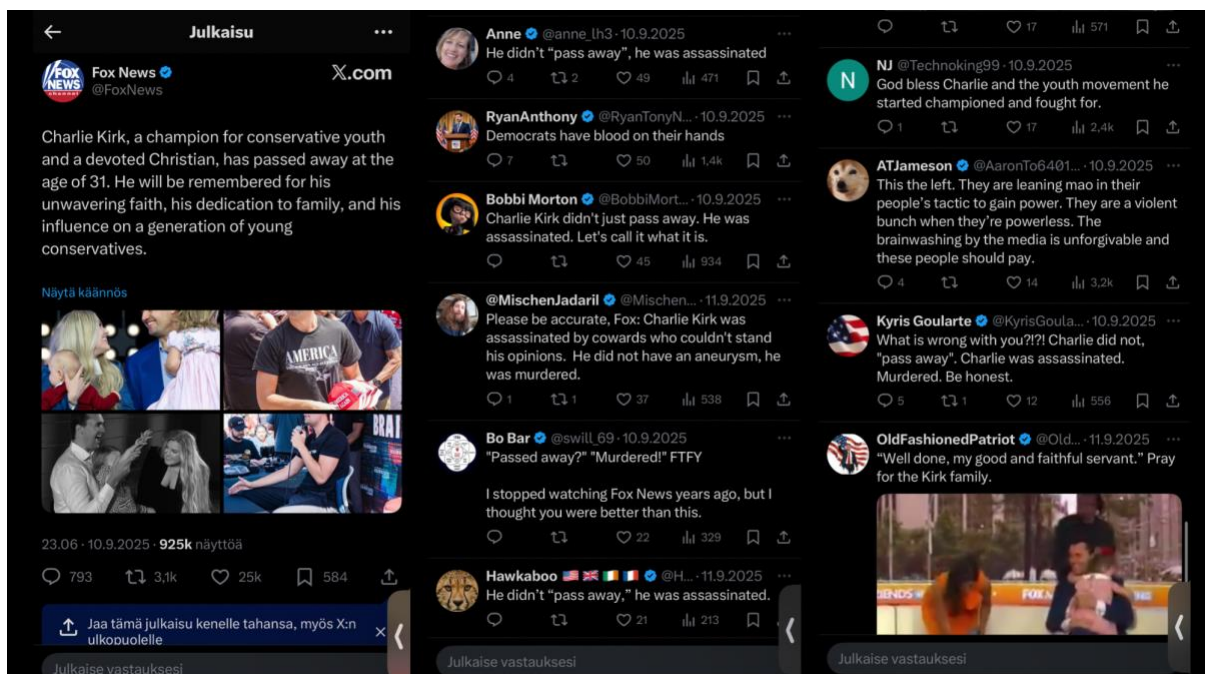 Julkaisu
FOX
NEWS
channel
Fox News
@FoxNews
X.com
Charlie Kirk, a champion for conservative youth
and a devoted Christian, has passed away at the
age of 31. He will be remembered for his
unwavering faith, his dedication to family, and his
influence on a generation of young
conservatives.
Näytä käännös
AMERICA
23.06 · 10.9.2025 · 925k näyttöä
793 3,1k 25k 584
Jaa tämä julkaisu kenelle tahansa, myös X:n
ulkopuolelle
Julkaise vastauksesi
Anne @anne_lh3 · 10.9.2025
He didn’t “pass away”, he was assassinated
4 2 49 471
RyanAnthony @RyanTonyN... · 10.9.2025
Democrats have blood on their hands
7 50 1,4k
Bobbi Morton @BobbiMort... · 10.9.2025
Charlie Kirk didn't just pass away. He was
assassinated. Let's call it what it is.
45 934
@MischenJadaril @Mischen... · 11.9.2025
Please be accurate, Fox: Charlie Kirk was
assassinated by cowards who couldn't stand
his opinions. He did not have an aneurysm, he
was murdered.
1 1 37 538
Bo Bar @swill_69 · 10.9.2025
"Passed away?" "Murdered!" FTFY
I stopped watching Fox News years ago, but I
thought you were better than this.
22 329
Hawkaboo @H... · 11.9.2025
He didn’t “pass away,” he was assassinated.
21 213
Julkaise vastauksesi
17 571
N
NJ @Technoking99 · 10.9.2025
God bless Charlie and the youth movement he
started championed and fought for.
1 17 2,4k
ATJameson @AaronTo6401... · 10.9.2025
This the left. They are leaning mao in their
people’s tactic to gain power. They are a violent
bunch when they’re powerless. The
brainwashing by the media is unforgivable and
these people should pay.
4 14 3,2k
Kyris Goularte @KyrisGoula... · 10.9.2025
What is wrong with you?!?! Charlie did not,
"pass away". Charlie was assassinated.
Murdered. Be honest.
5 1 12 556
OldFashionedPatriot @Old... · 11.9.2025
“Well done, my good and faithful servant.” Pray
for the Kirk family.
Julkaise vastauksesi